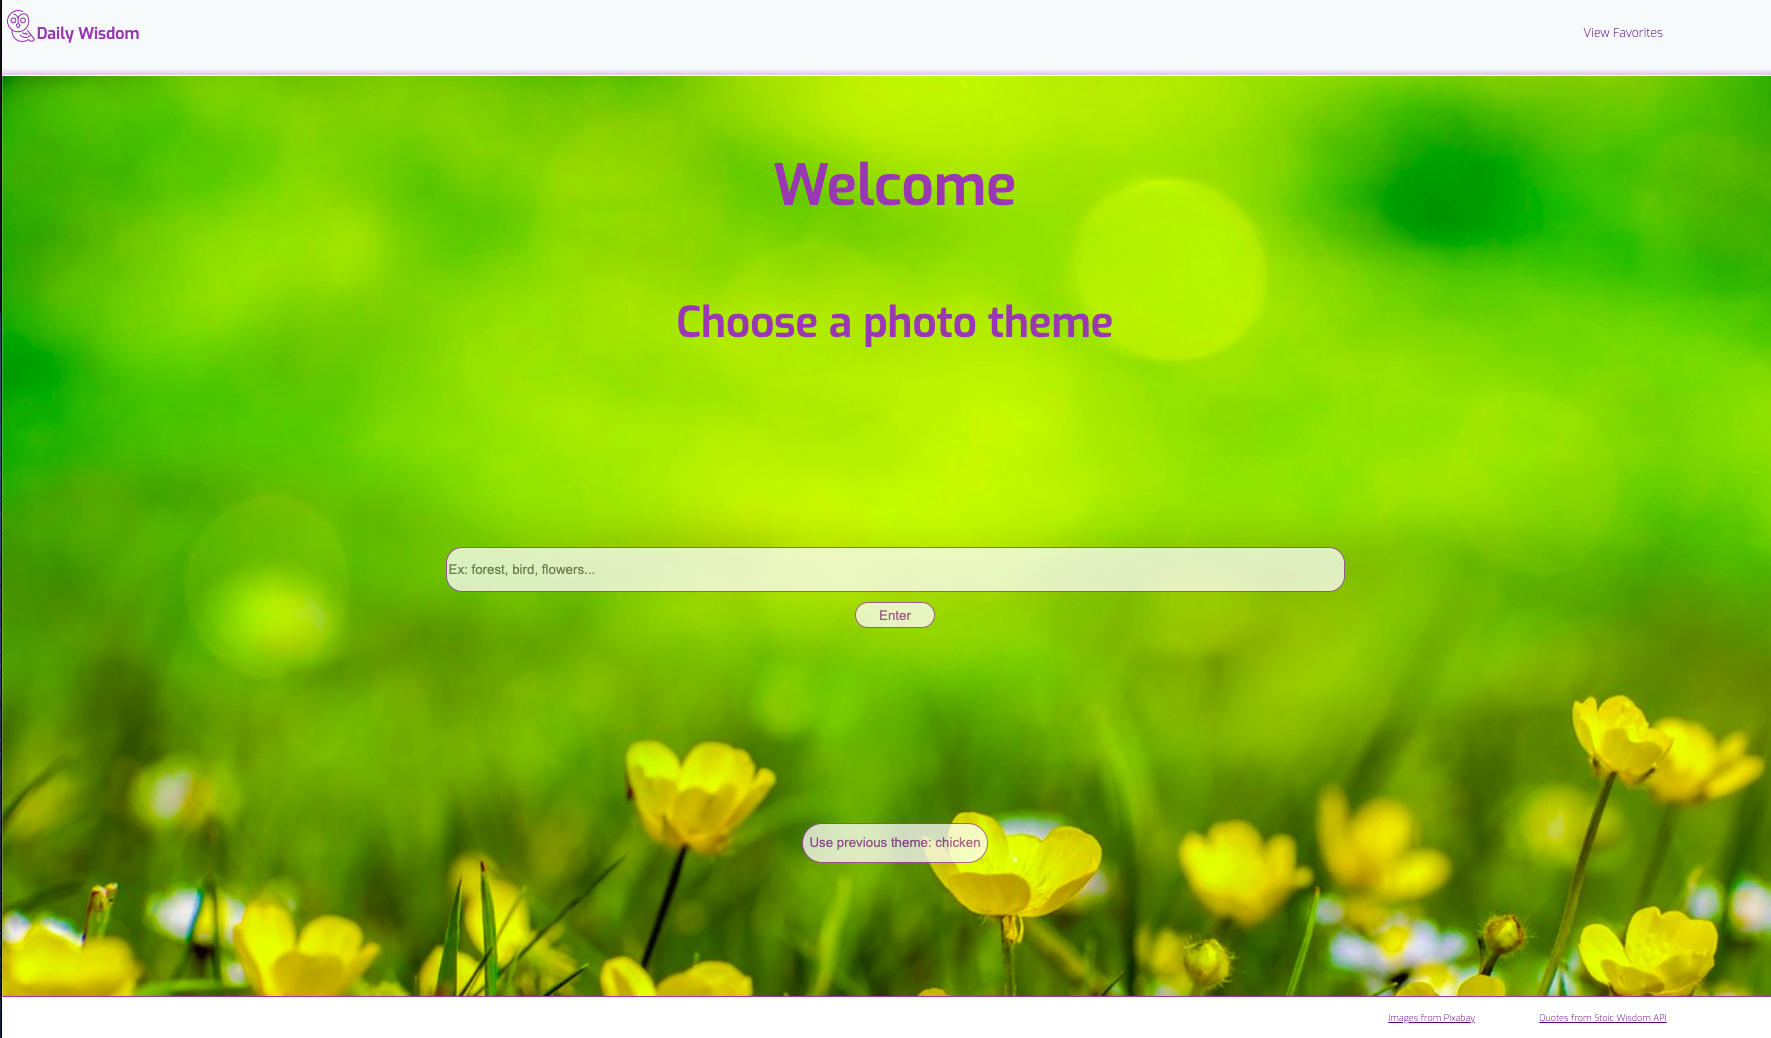 Daily Wisdom
View Favorites
Welcome
Choose a photo theme
Ex: forest, bird, flowers...
Enter
Use previous theme: chicken
Images from Pixabay
Quotes from Stoic Wisdom API